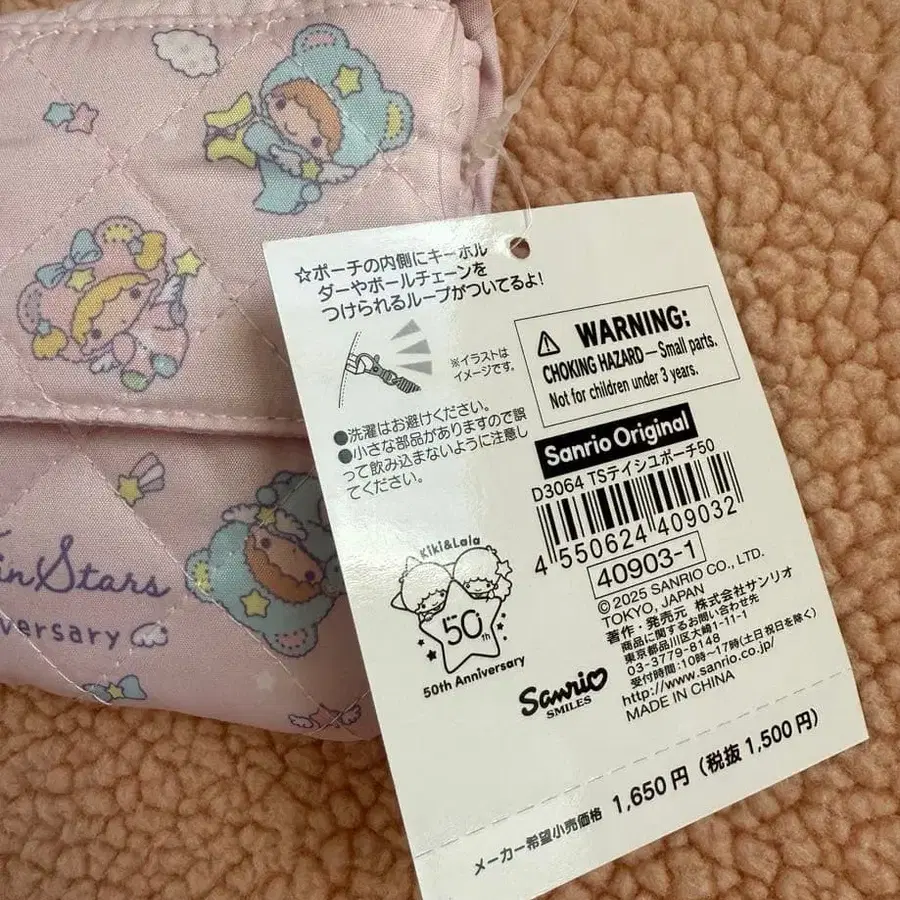 ☆ポーチの内側にキーホル
ダーやボールチェーンを
つけられるループがついてるよ!
※イラストは
イメージです。
●洗濯はお避けください。
●小さな部品がありますので誤
って飲み込まないように注意し
てください。
WARNING:
CHOKING HAZARD — Small parts.
Not for children under 3 years.
Sanrio Original
D3064 TSテイシユポーチ50
4 550624 409032
40903-1
© 2025 SANRIO CO., LTD.
TOKYO, JAPAN
著作・発売元 株式会社サンリオ
商品に関するお問い合わせ先
東京都品川区大崎1-11-1
03-3779-8148
受付時間:10時〜17時(土日祝日を除く)
http://www.sanrio.co.jp/
MADE IN CHINA
Kiki&Lala
50th
50th Anniversary
Sanrio
SMILES
メーカー希望小売価格 1,650円 (税抜 1,500円)
in Stars
versary